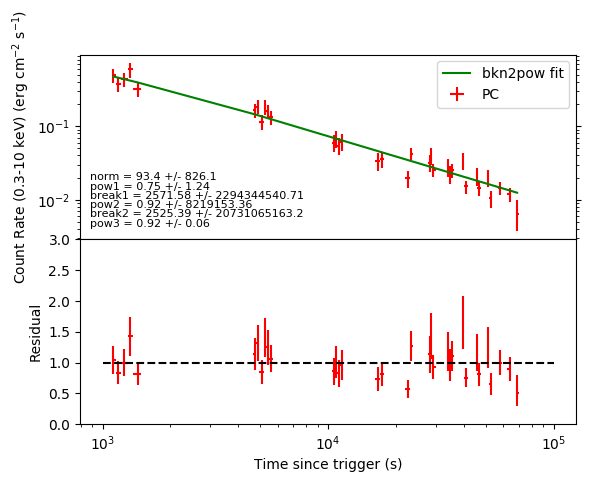 Count Rate (0.3-10 keV) (erg cm⁻² s⁻¹)
10⁻¹
10⁻²
bkn2pow fit
PC
norm = 93.4 +/- 826.1
pow1 = 0.75 +/- 1.24
break1 = 2571.58 +/- 2294344540.71
pow2 = 0.92 +/- 8219153.36
break2 = 2525.39 +/- 20731065163.2
pow3 = 0.92 +/- 0.06
Residual
3.0
2.5
2.0
1.5
1.0
0.5
0.0
10³
10⁴
10⁵
Time since trigger (s)